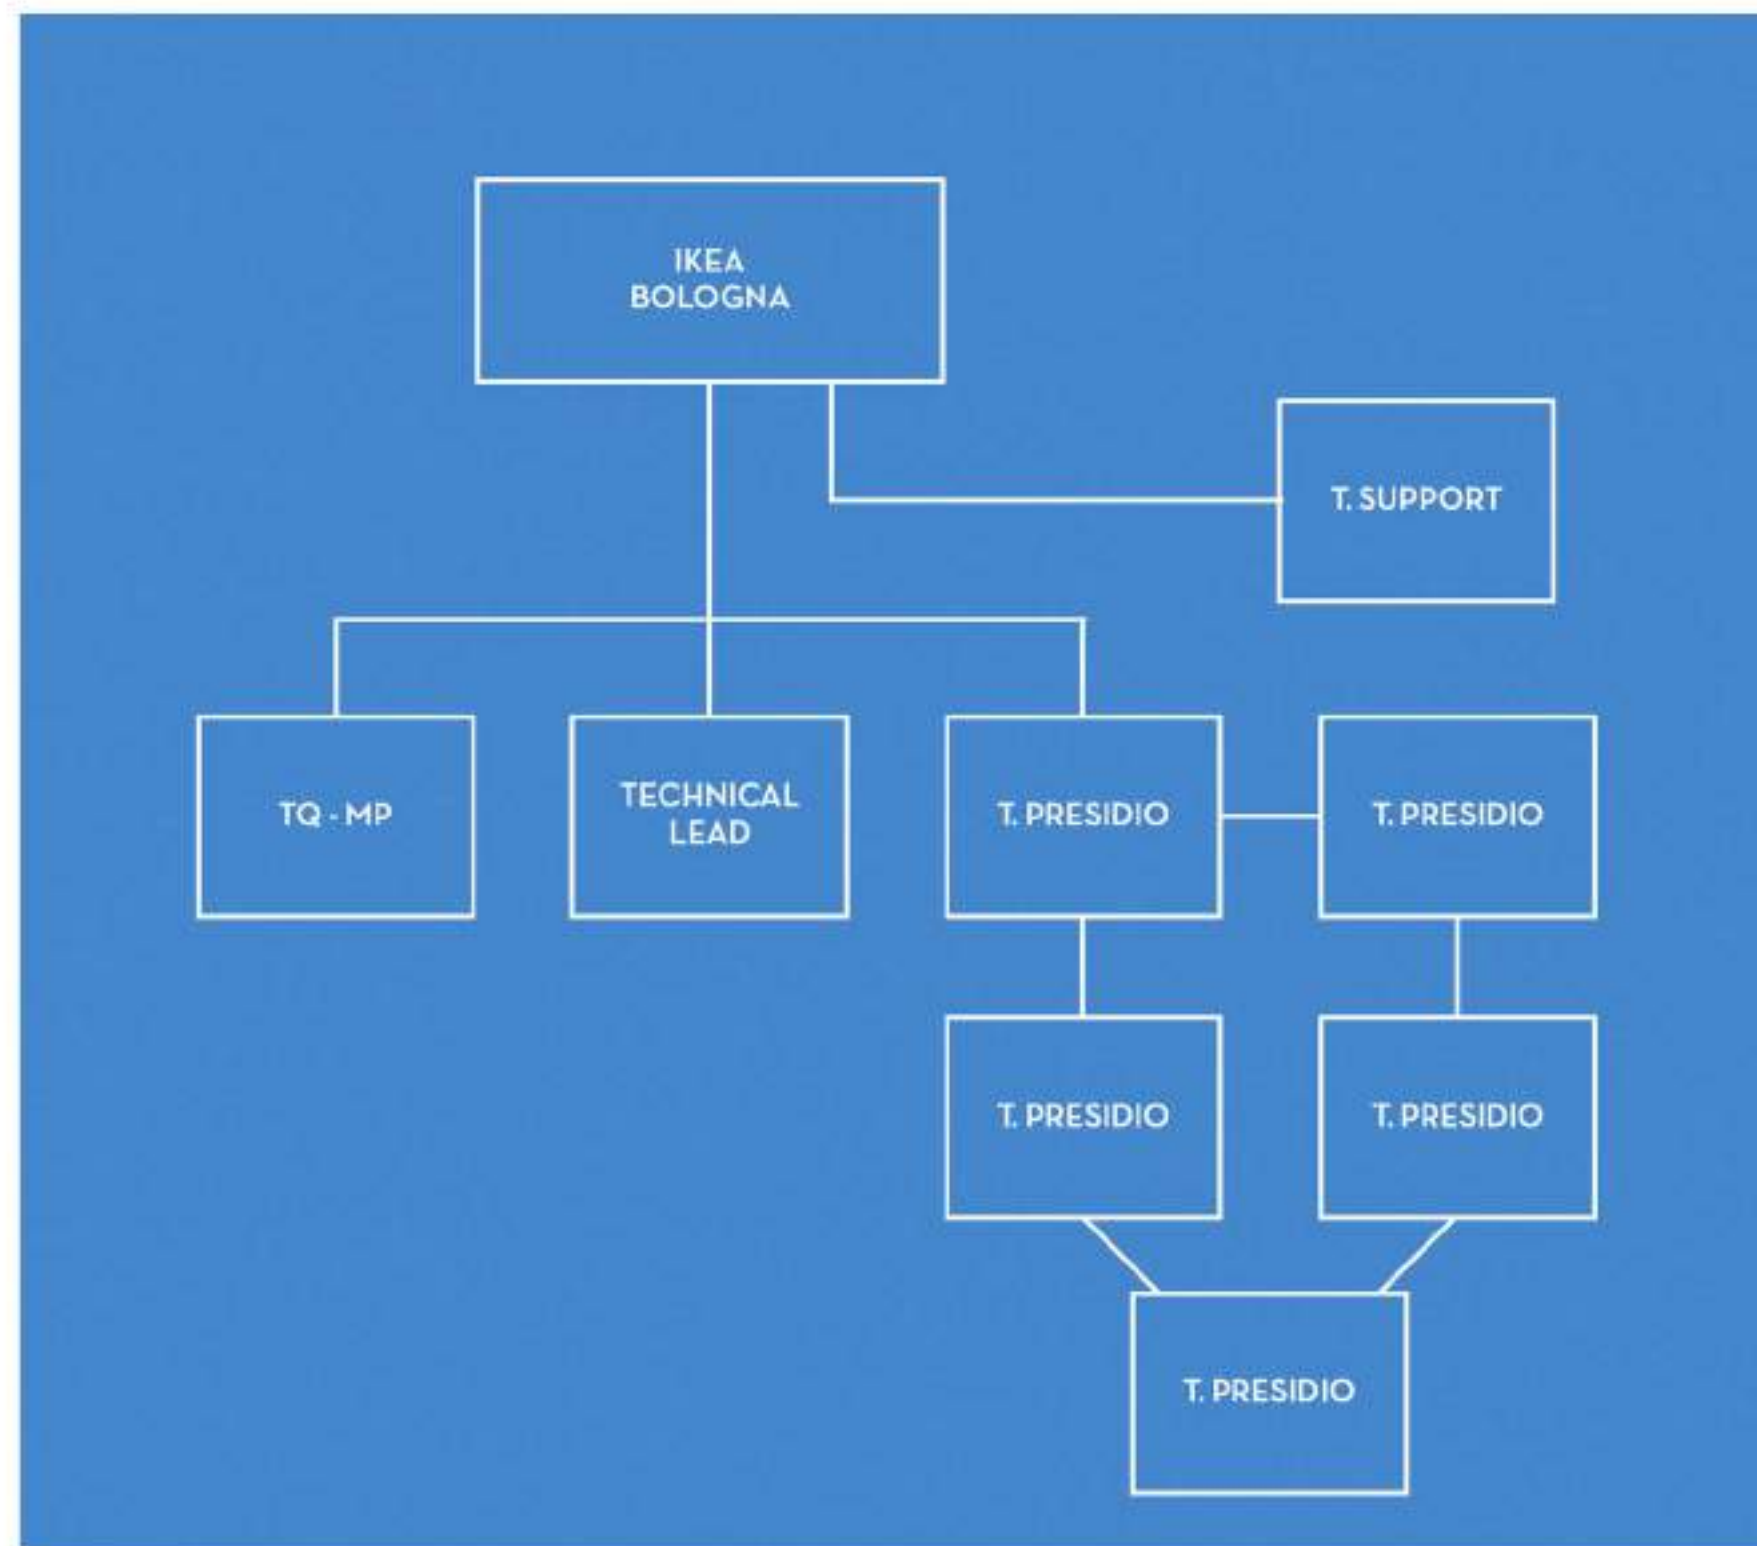 IKEA
BOLOGNA
T. SUPPORT
TQ - MP
TECHNICAL
LEAD
T. PRESIDIO
T. PRESIDIO
T. PRESIDIO
T. PRESIDIO
T. PRESIDIO